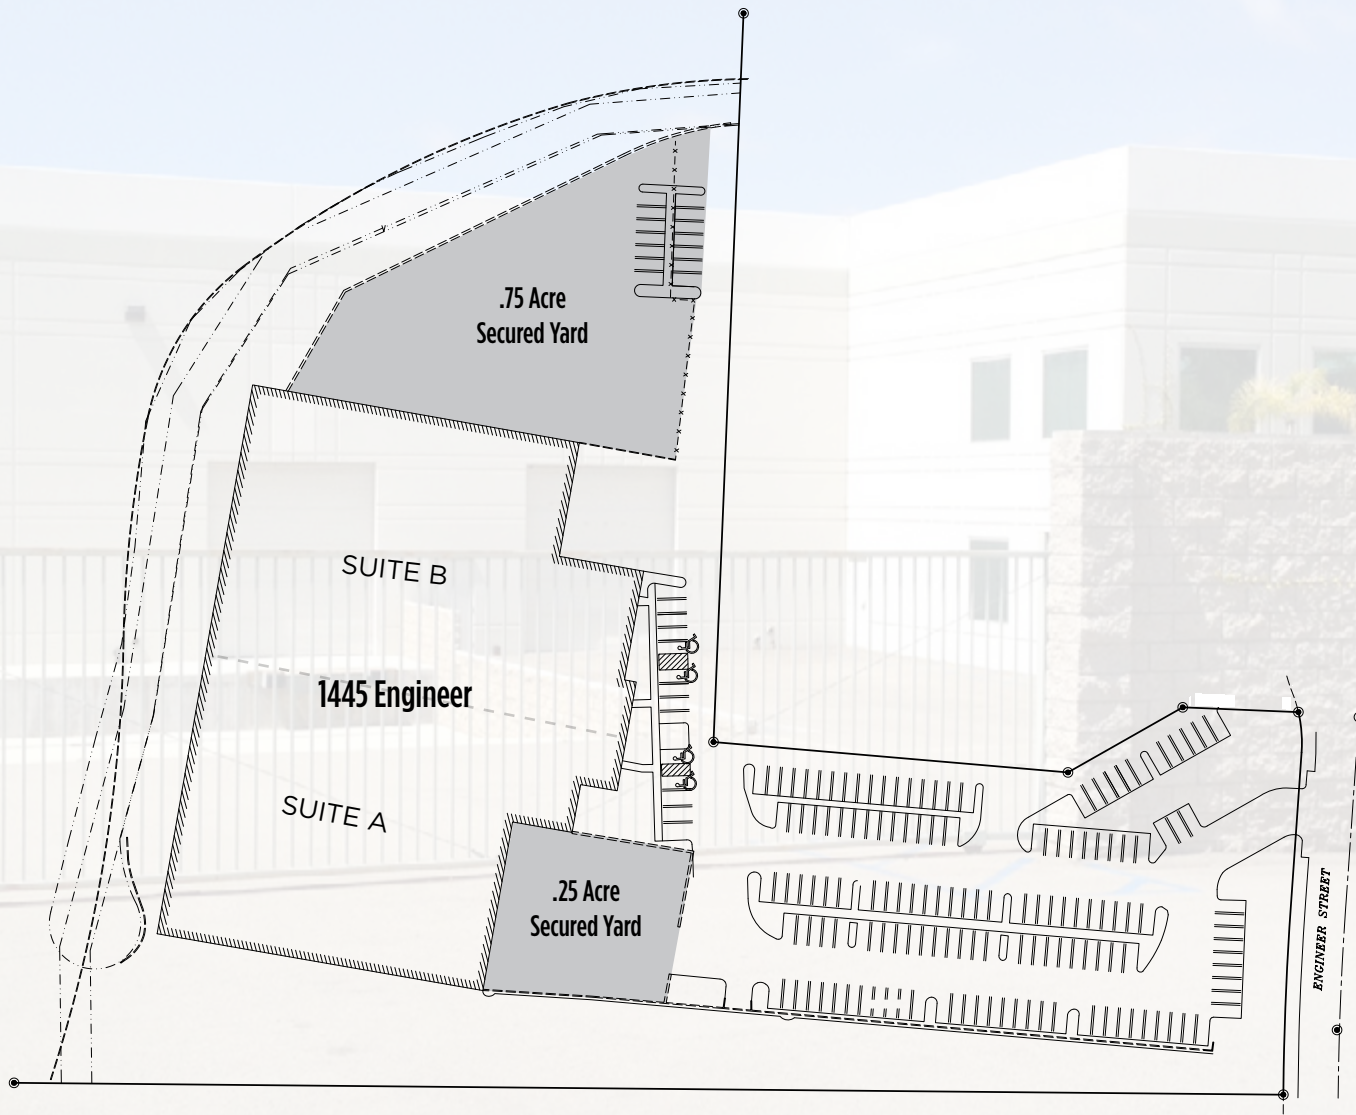 .75 Acre
Secured Yard
SUITE B
1445 Engineer
SUITE A
.25 Acre
Secured Yard
ENGINEER STREET